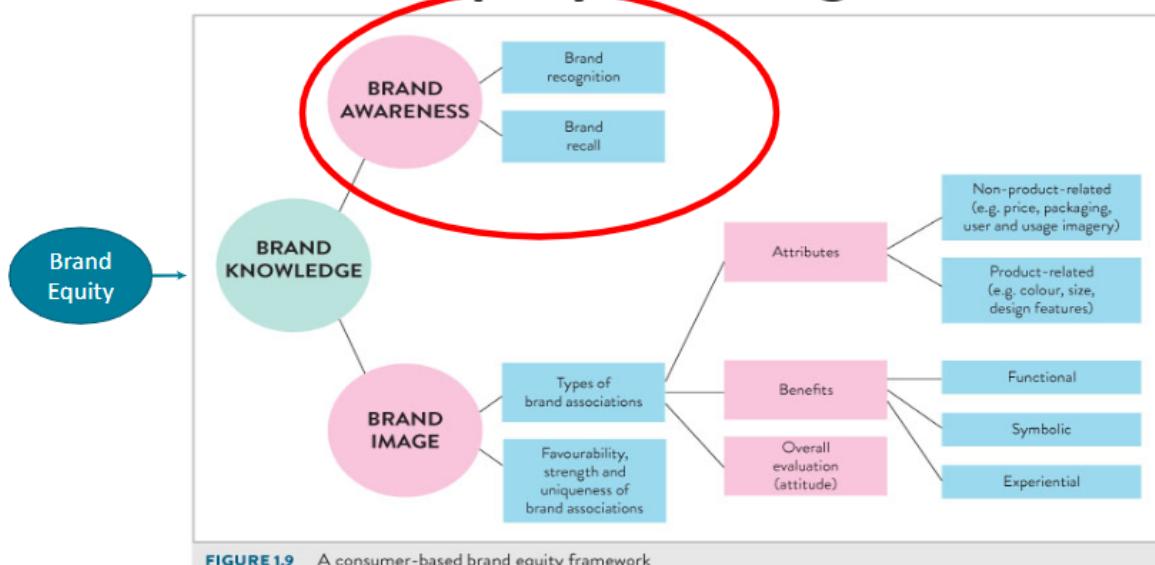 Brand
recognition
BRAND
AWARENESS
Brand
recall
Non-product-related
(e.g. price, packaging,
user and usage imagery)
Attributes
BRAND
KNOWLEDGE
Brand
Equity
Product-related
(e.g. colour, size,
design features)
Types of
brand associations
Benefits
Functional
BRAND
IMAGE
Symbolic
Favourability,
strength and
uniqueness of
brand associations
Overall
evaluation
(attitude)
Experiential
FIGURE 1.9 A consumer-based brand equity framework